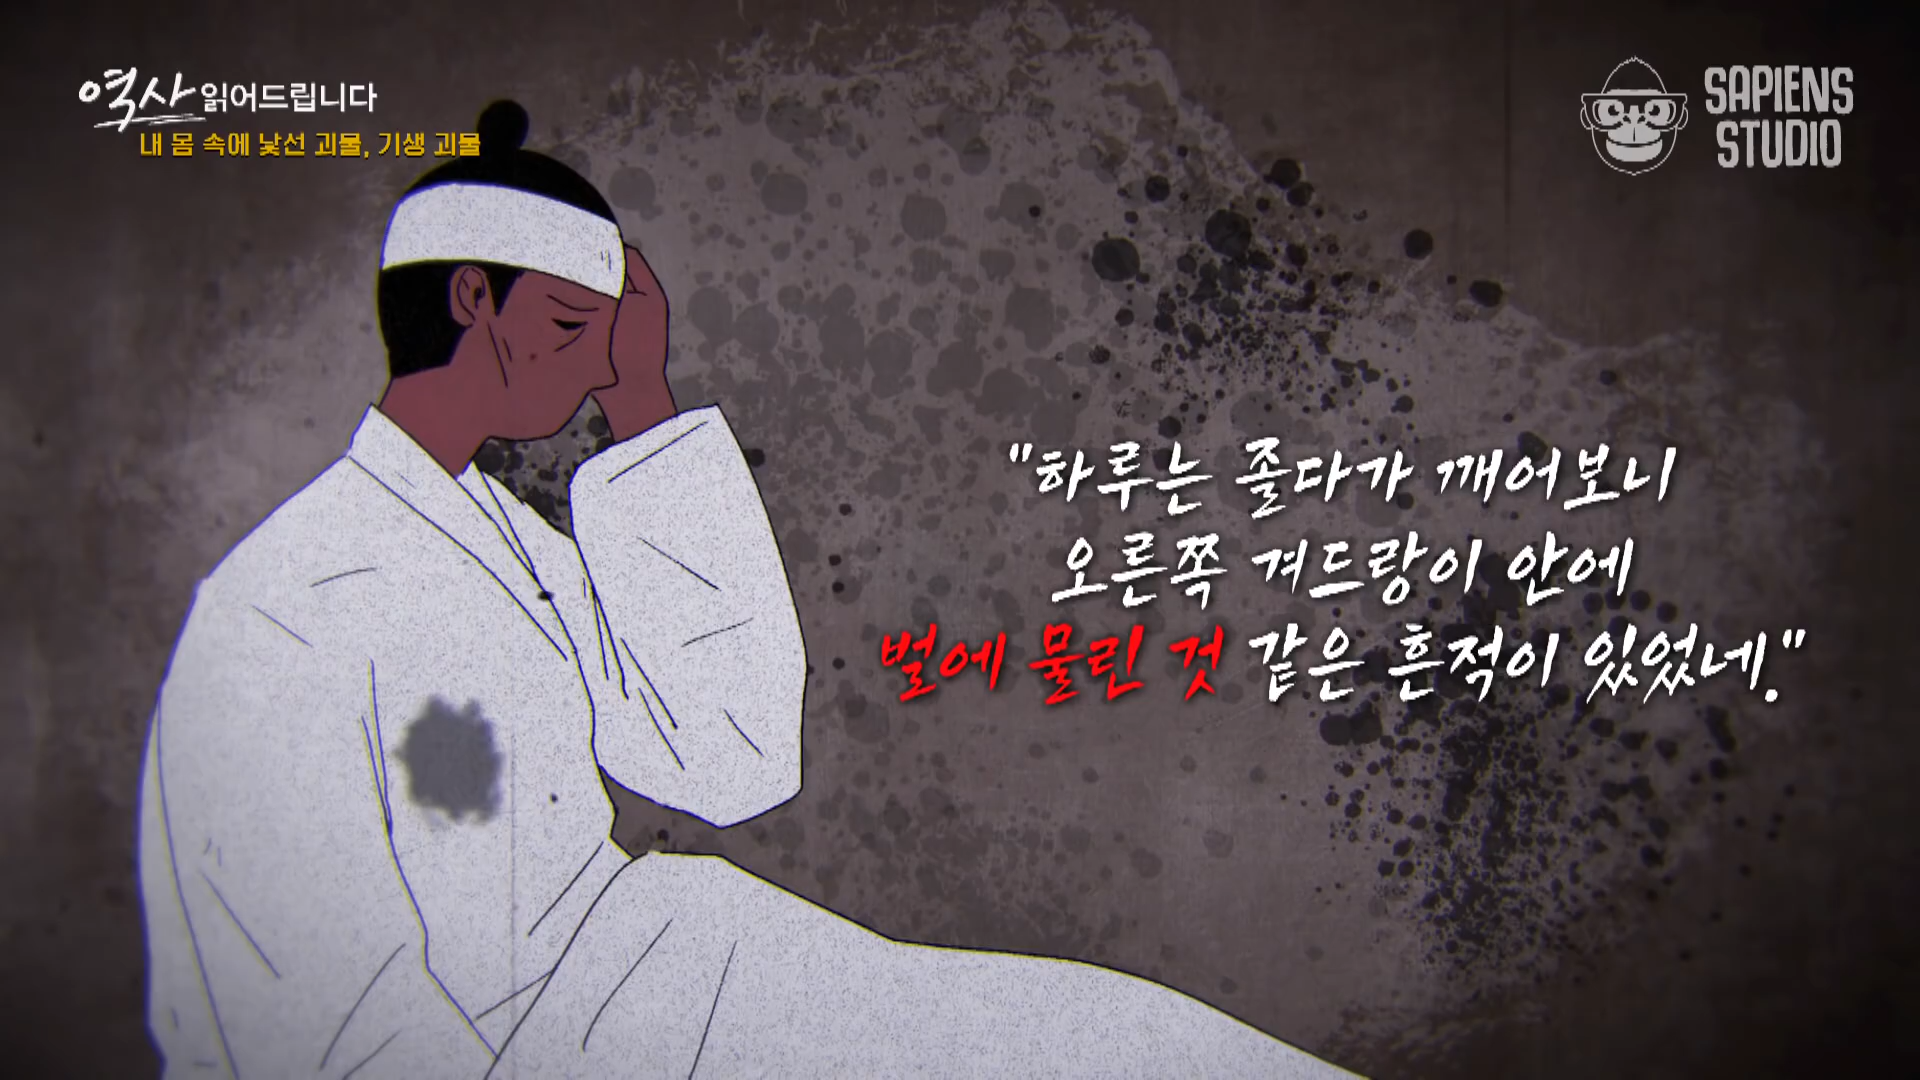 역사 읽어드립니다
내 몸 속에 낯선 괴물, 기생 괴물
SAPIENS
STUDIO
"하루는 졸다가 깨어보니
오른쪽 겨드랑이 안에
벌에 물린 것 같은 흔적이 있었네."